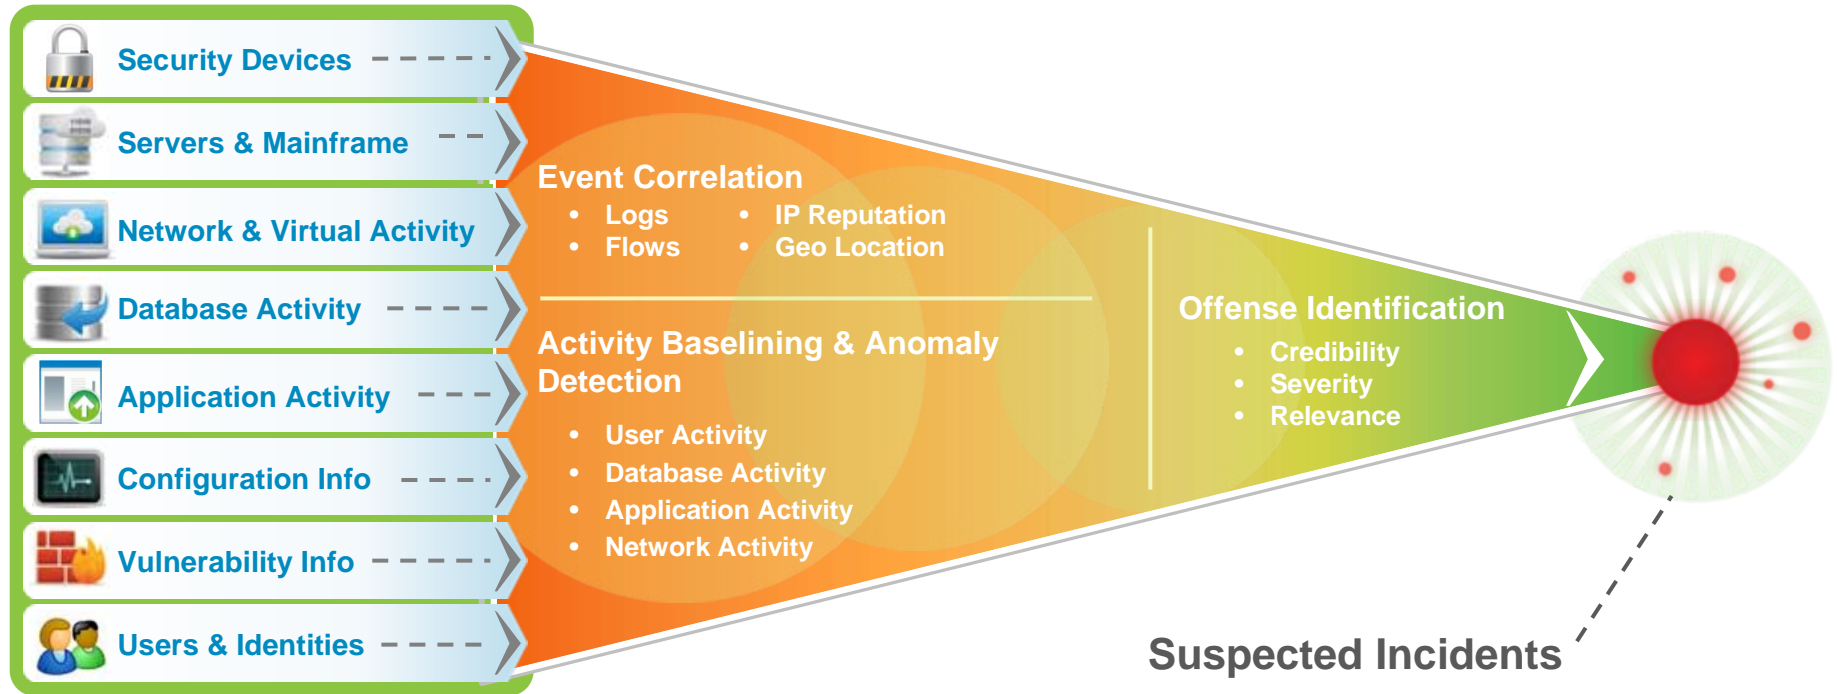 Security Devices
Servers & Mainframe
Network & Virtual Activity
Database Activity
Application Activity
Configuration Info
Vulnerability Info
Users & Identities
Event Correlation
• Logs
• Flows
• IP Reputation
• Geo Location
Activity Baselining & Anomaly
Detection
• User Activity
• Database Activity
• Application Activity
• Network Activity
Offense Identification
• Credibility
• Severity
• Relevance
Suspected Incidents